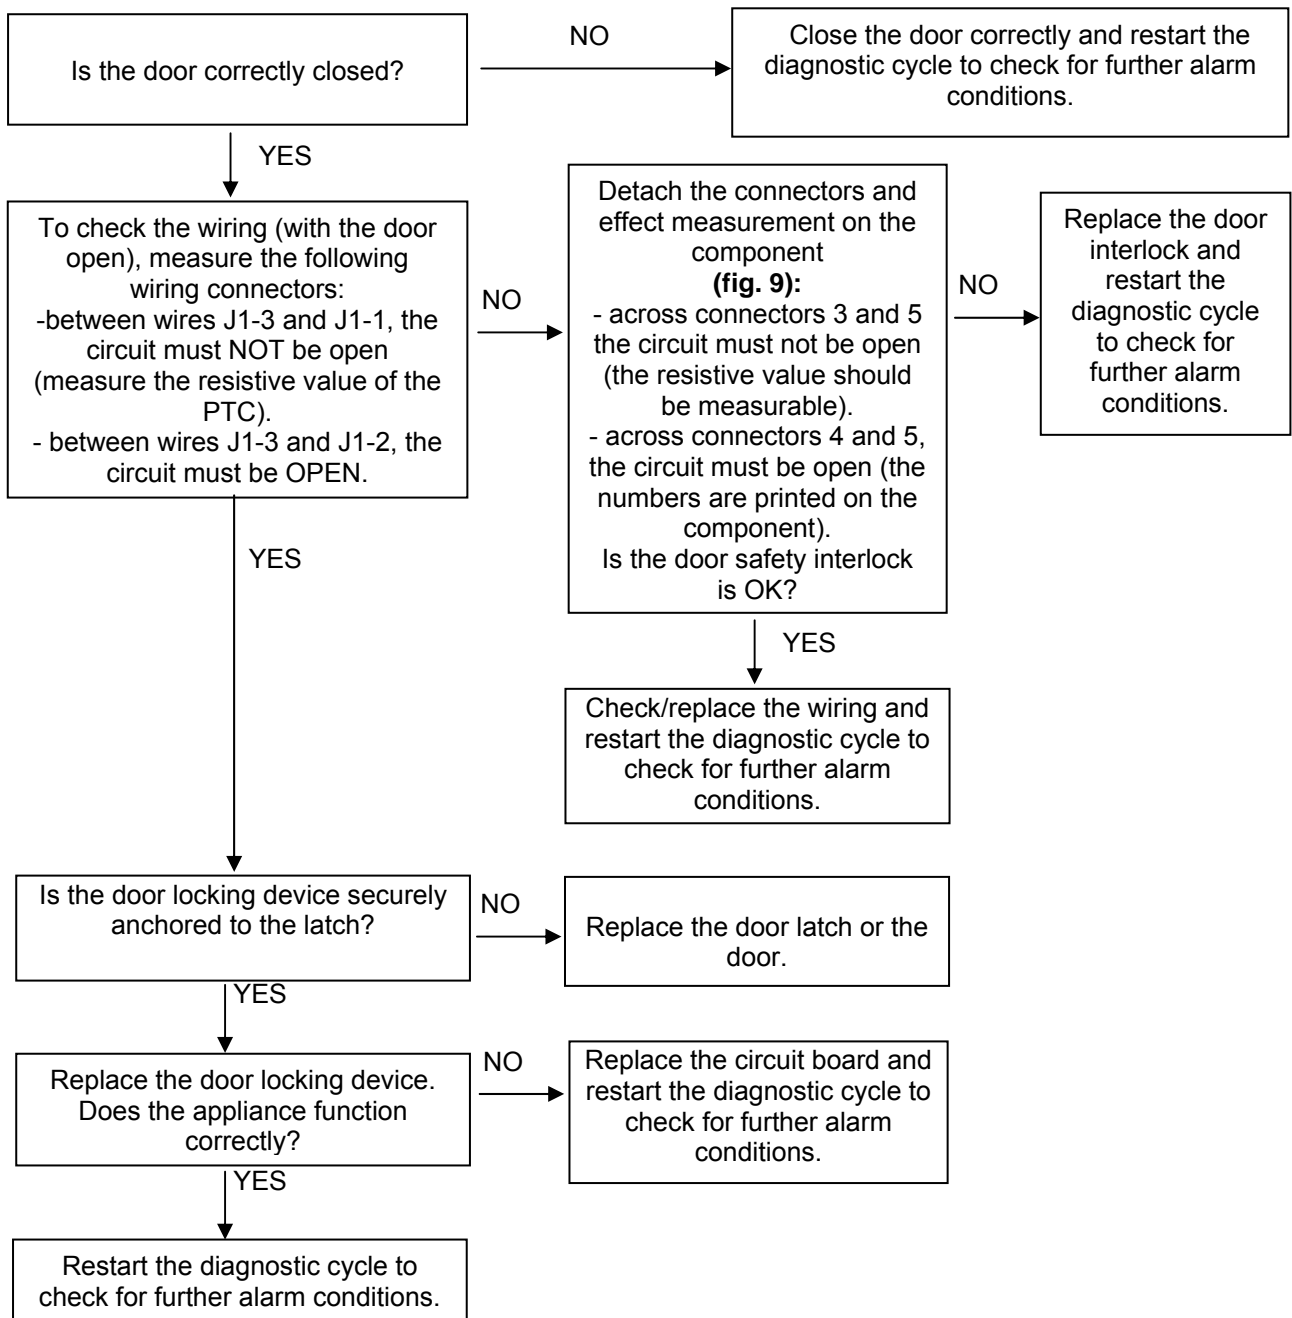 Is the door correctly closed?
NO
Close the door correctly and restart the
diagnostic cycle to check for further alarm
conditions.
YES
To check the wiring (with the door
open), measure the following
wiring connectors:
-between wires J1-3 and J1-1, the
circuit must NOT be open
(measure the resistive value of the
PTC).
- between wires J1-3 and J1-2, the
circuit must be OPEN.
NO
Detach the connectors and
effect measurement on the
component
(fig. 9):
- across connectors 3 and 5
the circuit must not be open
(the resistive value should
be measurable).
- across connectors 4 and 5,
the circuit must be open (the
numbers are printed on the
component).
Is the door safety interlock
is OK?
NO
Replace the door
interlock and
restart the
diagnostic cycle
to check for
further alarm
conditions.
YES
Check/replace the wiring and
restart the diagnostic cycle to
check for further alarm
conditions.
YES
Is the door locking device securely
anchored to the latch?
NO
Replace the door latch or the
door.
YES
Replace the door locking device.
Does the appliance function
correctly?
NO
Replace the circuit board and
restart the diagnostic cycle to
check for further alarm
conditions.
YES
Restart the diagnostic cycle to
check for further alarm conditions.